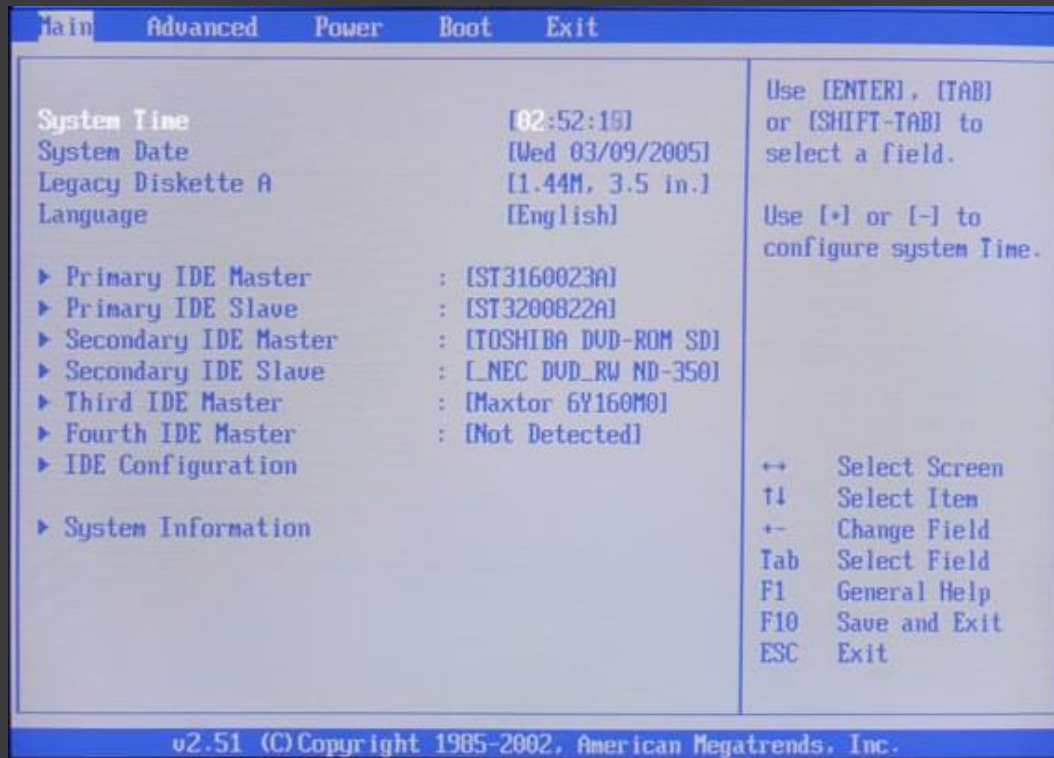 Main Advanced Power Boot Exit
System Time [02:52:18]
System Date [Wed 03/09/2005]
Legacy Diskette A [1.44M, 3.5 in.]
Language [English]
▶ Primary IDE Master : [ST3160023A]
▶ Primary IDE Slave : [ST3200822A]
▶ Secondary IDE Master : [TOSHIBA DVD-ROM SD]
▶ Secondary IDE Slave : [_NEC DVD_RW ND-350]
▶ Third IDE Master : [Maxtor 6Y160M0]
▶ Fourth IDE Master : [Not Detected]
▶ IDE Configuration
▶ System Information
Use [ENTER], [TAB]
or [SHIFT-TAB] to
select a field.
Use [+] or [-] to
configure system Time.
↔ Select Screen
↑↓ Select Item
+- Change Field
Tab Select Field
F1 General Help
F10 Save and Exit
ESC Exit
v2.51 (C)Copyright 1985-2002, American Megatrends, Inc.